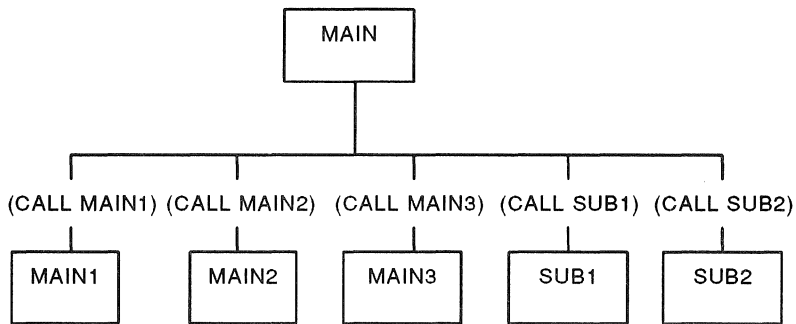 MAIN
(CALL MAIN1) (CALL MAIN2) (CALL MAIN3) (CALL SUB1) (CALL SUB2)
MAIN1 MAIN2 MAIN3 SUB1 SUB2